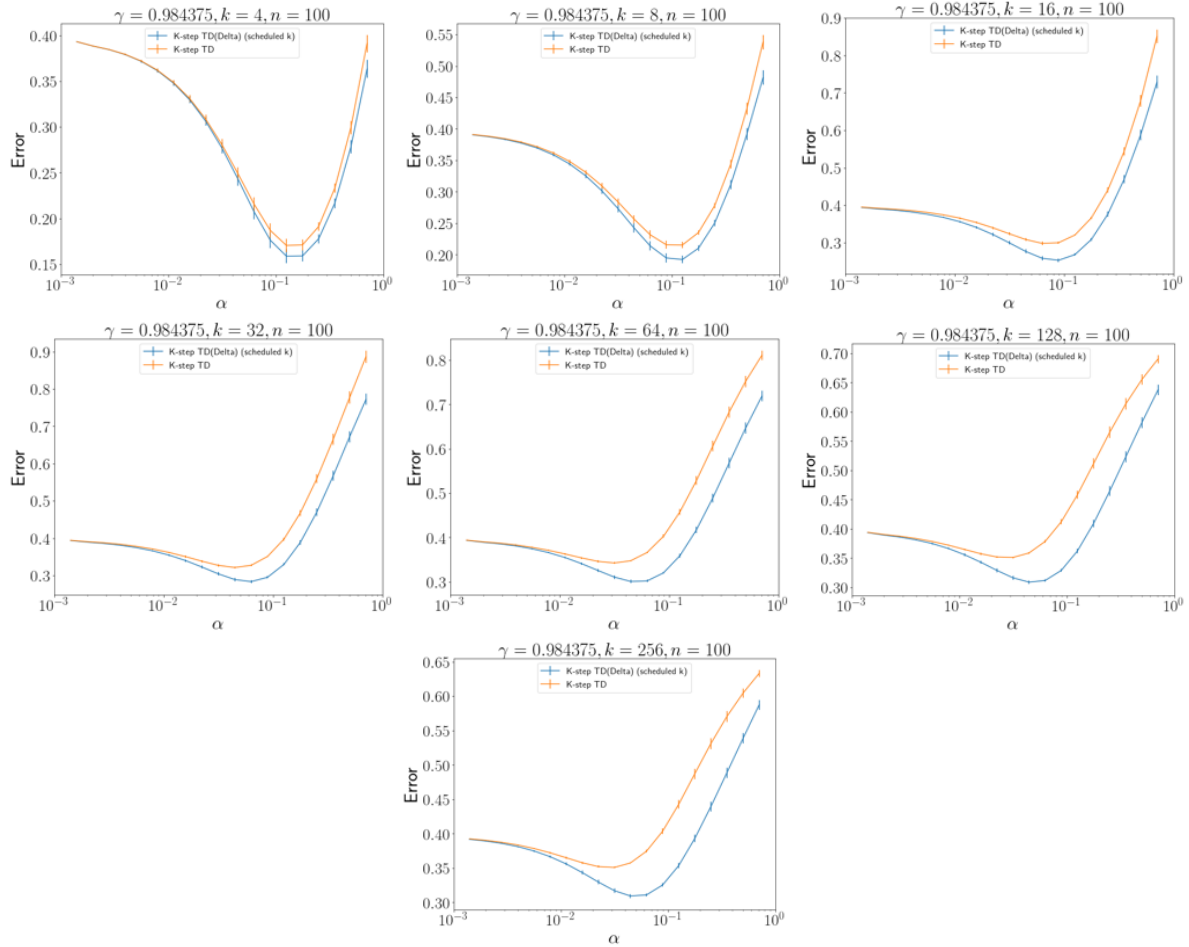 γ = 0.984375, k = 4, n = 100
K-step TD(Delta) (scheduled k)
K-step TD
Error
0.40
0.35
0.30
0.25
0.20
0.15
10⁻³
10⁻²
10⁻¹
10⁰
α
γ = 0.984375, k = 8, n = 100
K-step TD(Delta) (scheduled k)
K-step TD
Error
0.55
0.50
0.45
0.40
0.35
0.30
0.25
0.20
10⁻³
10⁻²
10⁻¹
10⁰
α
γ = 0.984375, k = 16, n = 100
K-step TD(Delta) (scheduled k)
K-step TD
Error
0.9
0.8
0.7
0.6
0.5
0.4
0.3
10⁻³
10⁻²
10⁻¹
10⁰
α
γ = 0.984375, k = 32, n = 100
K-step TD(Delta) (scheduled k)
K-step TD
Error
0.9
0.8
0.7
0.6
0.5
0.4
0.3
10⁻³
10⁻²
10⁻¹
10⁰
α
γ = 0.984375, k = 64, n = 100
K-step TD(Delta) (scheduled k)
K-step TD
Error
0.8
0.7
0.6
0.5
0.4
0.3
10⁻³
10⁻²
10⁻¹
10⁰
α
γ = 0.984375, k = 128, n = 100
K-step TD(Delta) (scheduled k)
K-step TD
Error
0.70
0.65
0.60
0.55
0.50
0.45
0.40
0.35
0.30
10⁻³
10⁻²
10⁻¹
10⁰
α
γ = 0.984375, k = 256, n = 100
K-step TD(Delta) (scheduled k)
K-step TD
Error
0.65
0.60
0.55
0.50
0.45
0.40
0.35
0.30
10⁻³
10⁻²
10⁻¹
10⁰
α